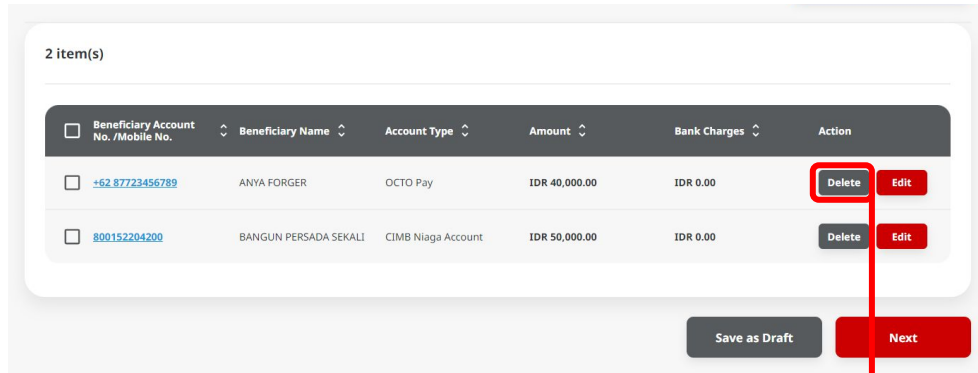 2 item(s)
Beneficiary Account No. /Mobile No. Beneficiary Name Account Type Amount Bank Charges Action
+62 87723456789 ANYA FORGER OCTO Pay IDR 40,000.00 IDR 0.00 Delete Edit
800152204200 BANGUN PERSADA SEKALI CIMB Niaga Account IDR 50,000.00 IDR 0.00 Delete Edit
Save as Draft Next